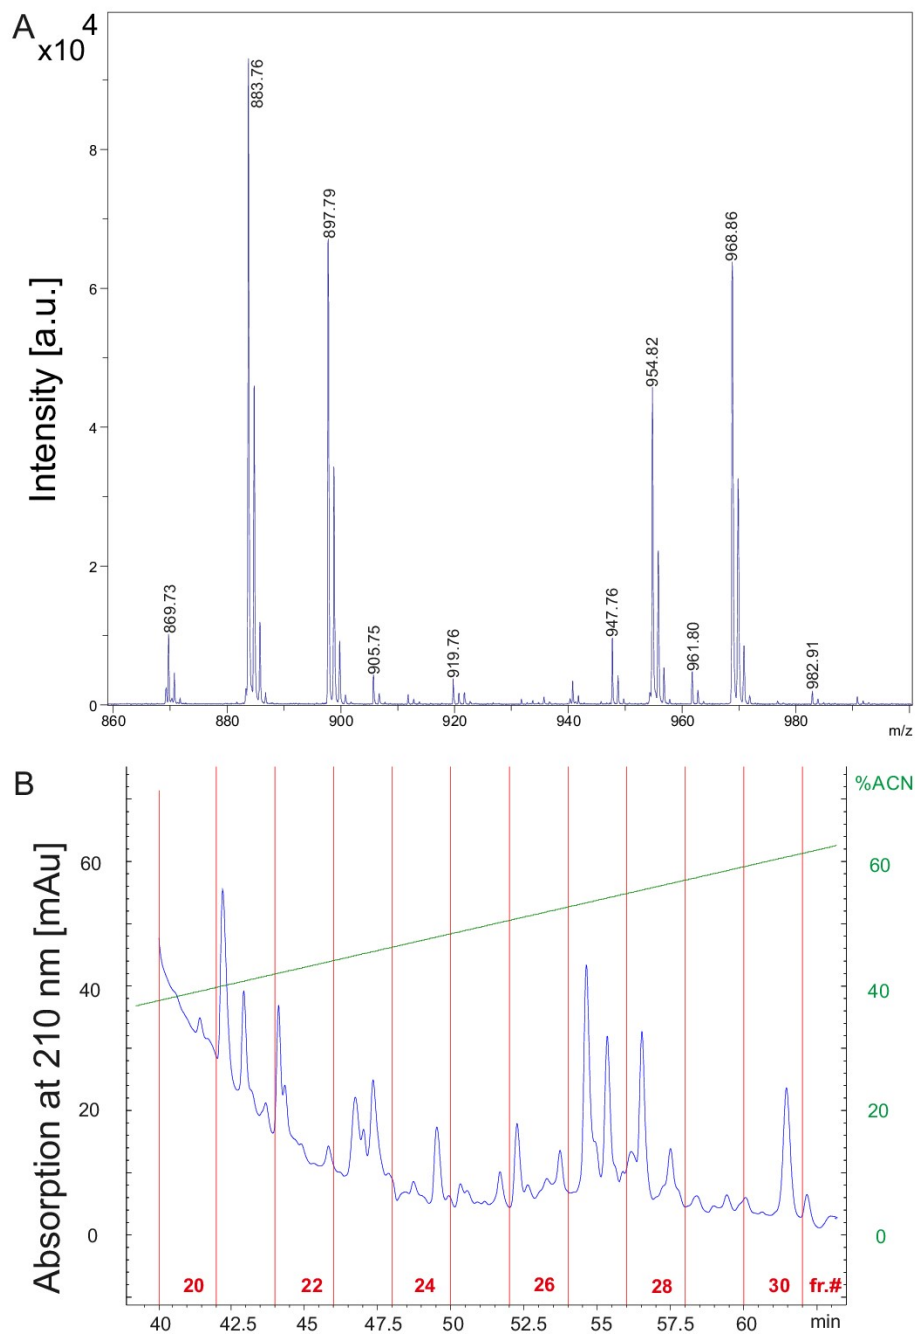 A
4
x10
Intensity [a.u.]
8
6
4
2
0
869.73
883.76
897.79
905.75
919.76
947.76
954.82
961.80
968.86
982.91
860 880 900 920 940 960 980
m/z
B
%ACN
Absorption at 210 nm [mAu]
60
40
20
0
60
40
20
0
20 22 24 26 28 30 fr.#
40 42.5 45 47.5 50 52.5 55 57.5 60 min